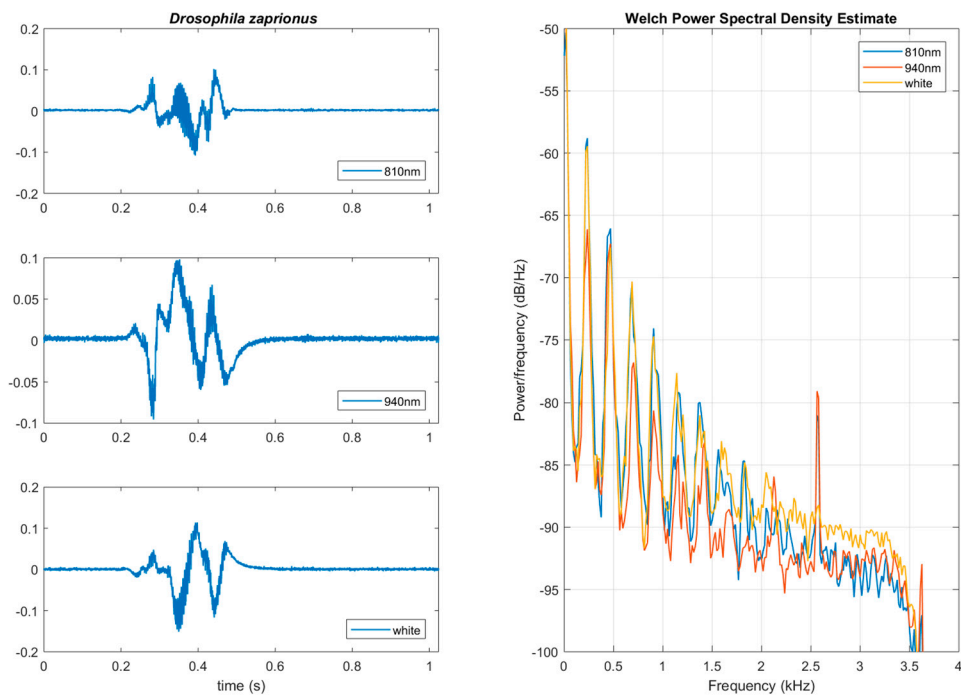 Drosophila zaprionus
0.2
0.1
0
-0.1
-0.2
0 0.2 0.4 0.6 0.8 1
810nm
0.1
0.05
0
-0.05
0.1
0 0.2 0.4 0.6 0.8 1
940nm
0.2
0.1
0
-0.1
-0.2
0 0.2 0.4 0.6 0.8 1
white
time (s)
Welch Power Spectral Density Estimate
810nm
940nm
white
Power/frequency (dB/Hz)
-50
-55
-60
-65
-70
-75
-80
-85
-90
-95
-100
0 0.5 1 1.5 2 2.5 3 3.5 4
Frequency (kHz)